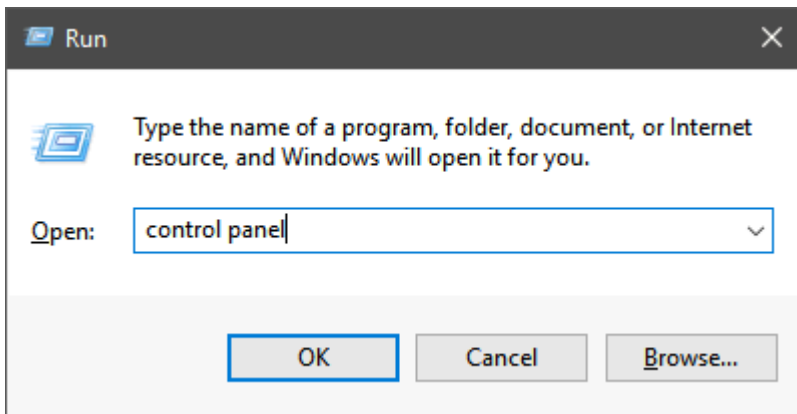 Run
Type the name of a program, folder, document, or Internet
resource, and Windows will open it for you.
Open: control panel
OK Cancel Browse...